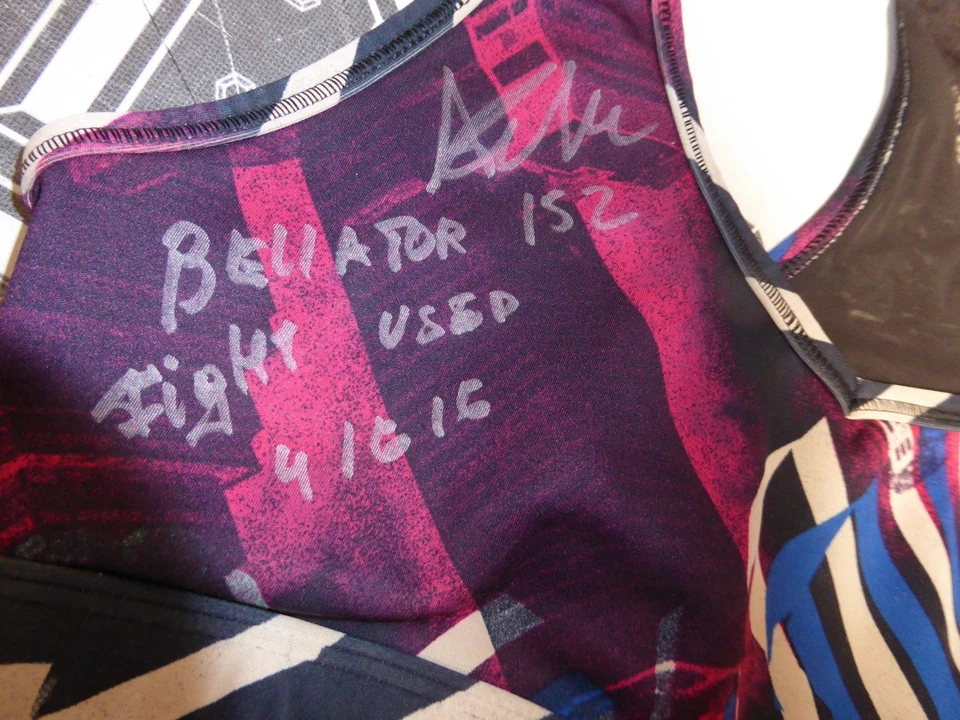 BELLATOR 152
fight USED
4 16 16